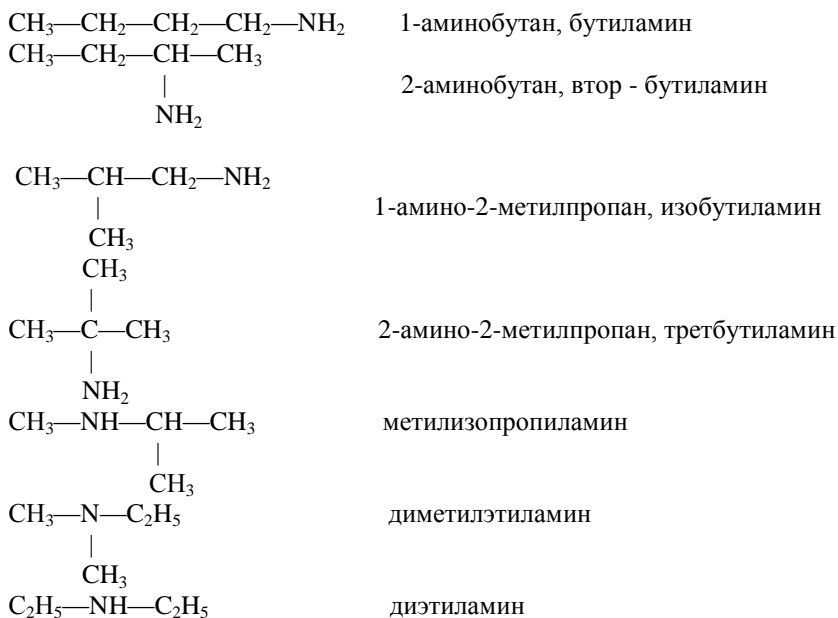 CH₃—CH₂—CH₂—CH₂—NH₂ 1-аминобутан, бутиламин
CH₃—CH₂—CH—CH₃
| 2-аминобутан, втор - бутиламин
NH₂
CH₃—CH—CH₂—NH₂
| 1-амино-2-метилпропан, изобутиламин
CH₃
CH₃
|
CH₃—C—CH₃ 2-амино-2-метилпропан, третбутиламин
|
NH₂
CH₃—NH—CH—CH₃ метилизопропиламин
|
CH₃
CH₃—N—C₂H₅ диметилэтиламин
|
CH₃
C₂H₅—NH—C₂H₅ диэтиламин